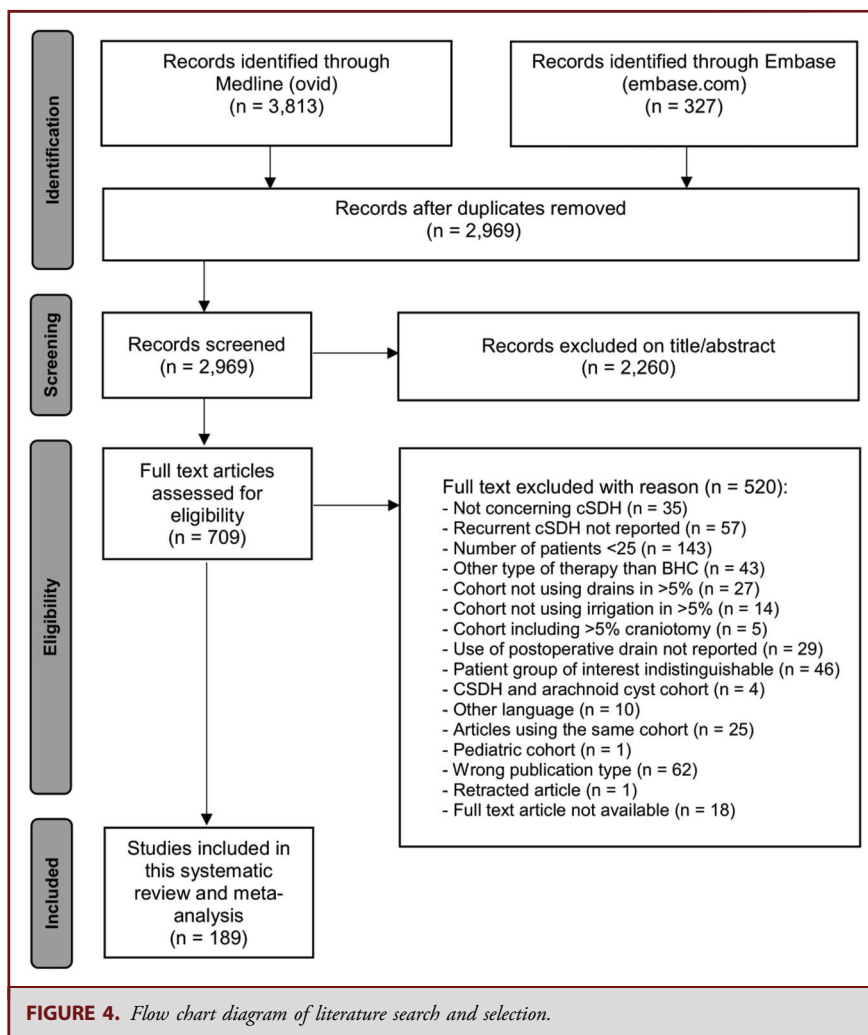 Identification
Records identified through
Medline (ovid)
(n = 3,813)
Records identified through Embase
(embase.com)
(n = 327)
Records after duplicates removed
(n = 2,969)
Screening
Records screened
(n = 2,969)
Records excluded on title/abstract
(n = 2,260)
Eligibility
Full text articles
assessed for
eligibility
(n = 709)
Full text excluded with reason (n = 520):
- Not concerning cSDH (n = 35)
- Recurrent cSDH not reported (n = 57)
- Number of patients <25 (n = 143)
- Other type of therapy than BHC (n = 43)
- Cohort not using drains in >5% (n = 27)
- Cohort not using irrigation in >5% (n = 14)
- Cohort including >5% craniotomy (n = 5)
- Use of postoperative drain not reported (n = 29)
- Patient group of interest indistinguishable (n = 46)
- CSDH and arachnoid cyst cohort (n = 4)
- Other language (n = 10)
- Articles using the same cohort (n = 25)
- Pediatric cohort (n = 1)
- Wrong publication type (n = 62)
- Retracted article (n = 1)
- Full text article not available (n = 18)
Included
Studies included in
this systematic
review and meta-
analysis
(n = 189)
FIGURE 4. Flow chart diagram of literature search and selection.